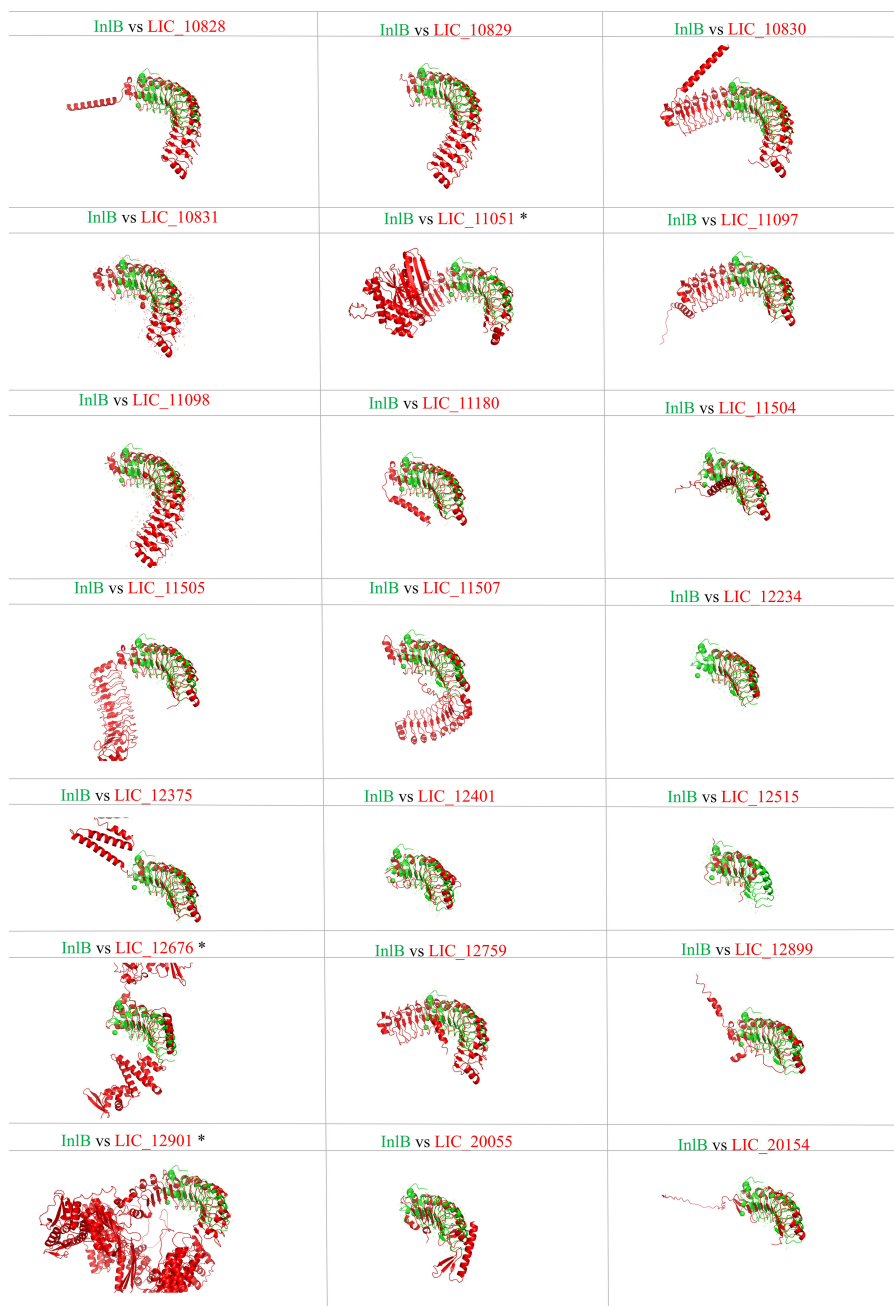 InlB vs LIC_10828
InlB vs LIC_10829
InlB vs LIC_10830
InlB vs LIC_10831
InlB vs LIC_11051 *
InlB vs LIC_11097
InlB vs LIC_11098
InlB vs LIC_11180
InlB vs LIC_11504
InlB vs LIC_11505
InlB vs LIC_11507
InlB vs LIC_12234
InlB vs LIC_12375
InlB vs LIC_12401
InlB vs LIC_12515
InlB vs LIC_12676 *
InlB vs LIC_12759
InlB vs LIC_12899
InlB vs LIC_12901 *
InlB vs LIC_20055
InlB vs LIC_20154